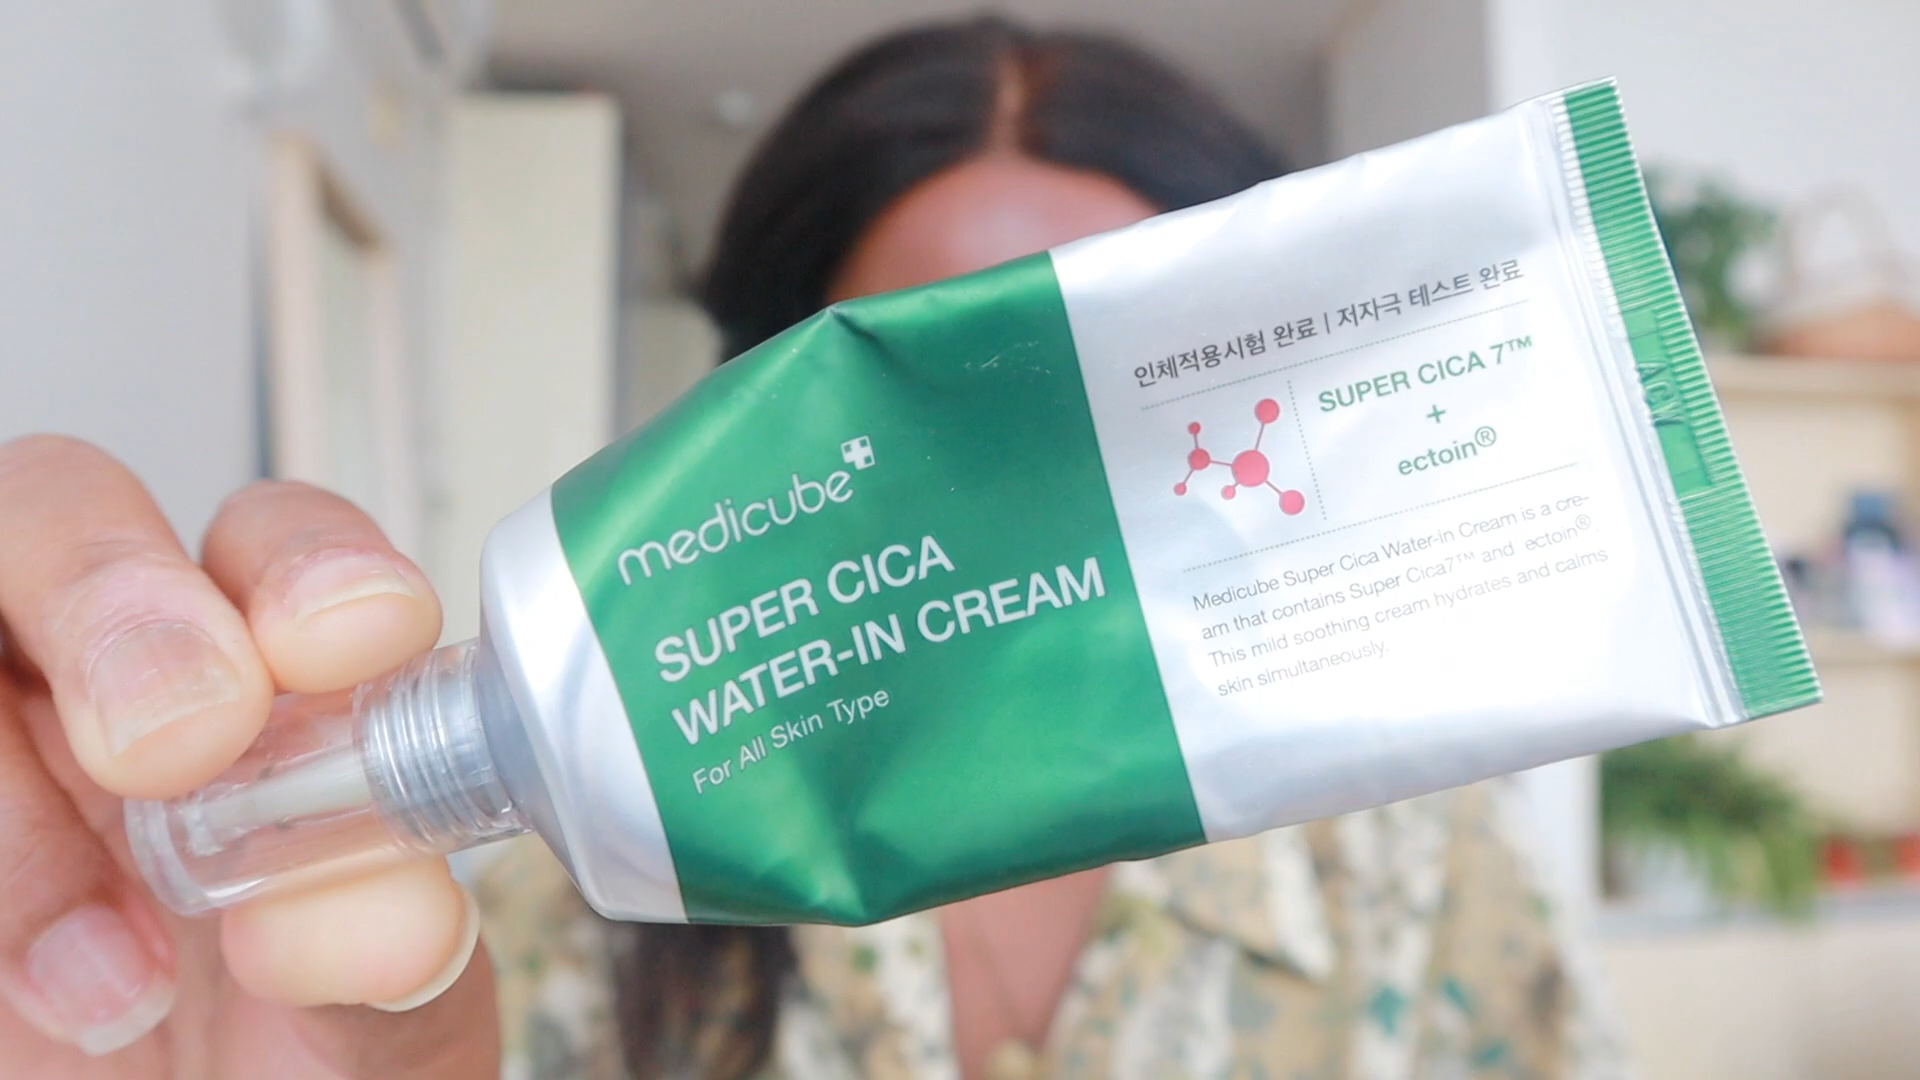 medicube
SUPER CICA
WATER-IN CREAM
For All Skin Type
인체적용시험 완료 | 저자극 테스트 완료
SUPER CICA 7™
+
ectoin®
Medicube Super Cica Water-in Cream is a cre-
am that contains Super Cica7™ and ectoin®.
This mild soothing cream hydrates and calms
skin simultaneously.